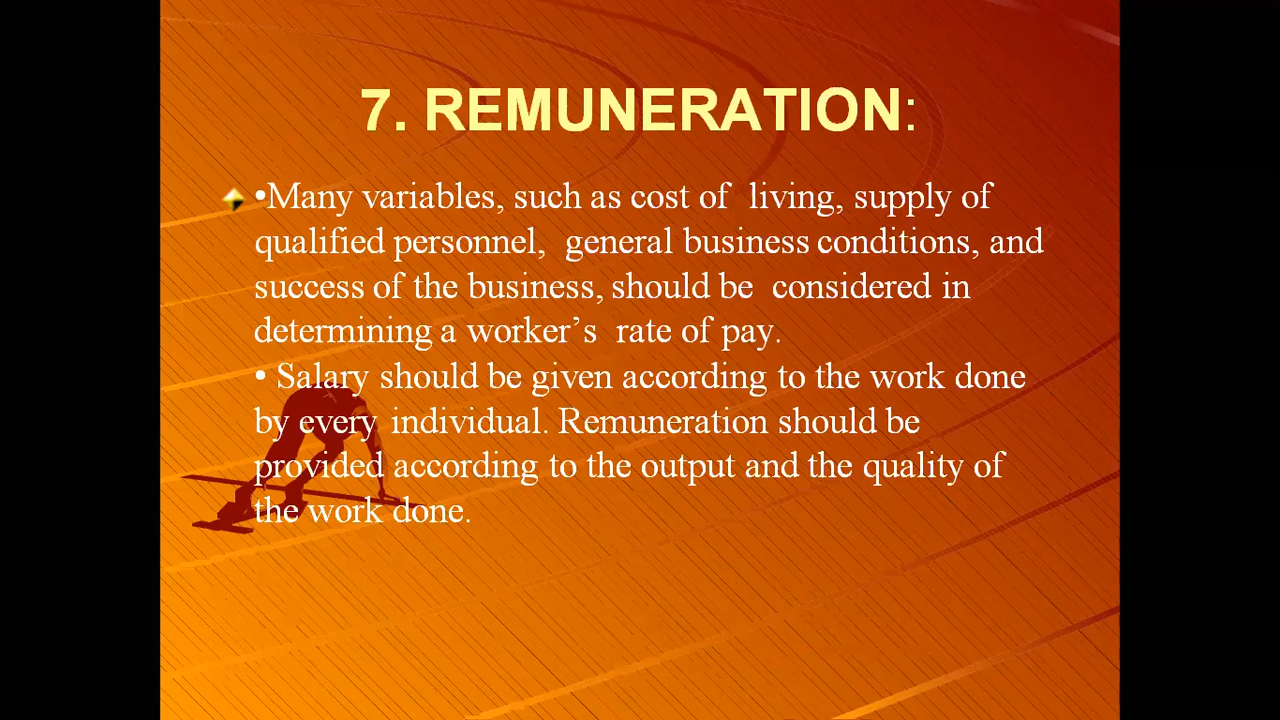 7. REMUNERATION:
•Many variables, such as cost of living, supply of
qualified personnel, general business conditions, and
success of the business, should be considered in
determining a worker’s rate of pay.
• Salary should be given according to the work done
by every individual. Remuneration should be
provided according to the output and the quality of
the work done.